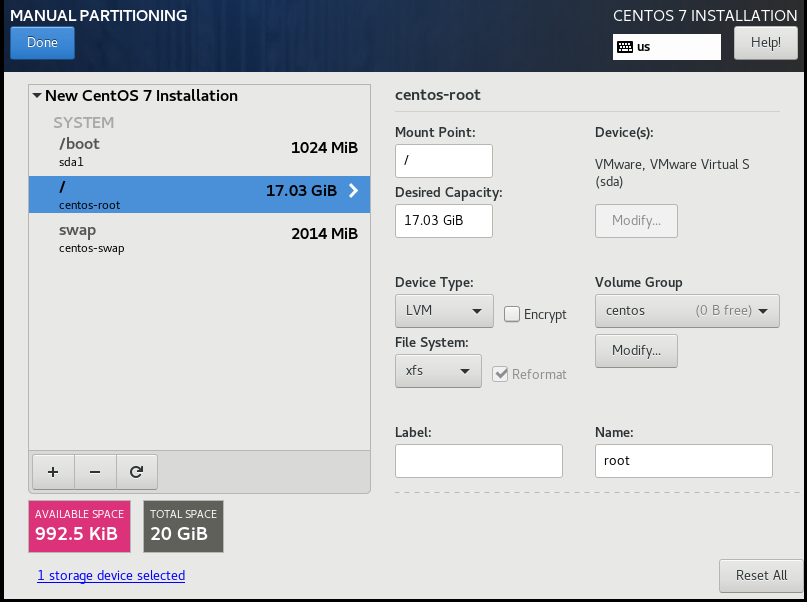 MANUAL PARTITIONING
CENTOS 7 INSTALLATION
Done
us
Help!
New CentOS 7 Installation
SYSTEM
/boot
1024 MiB
sda1
/
17.03 GiB
centos-root
swap
2014 MiB
centos-swap
+
−
AVAILABLE SPACE
992.5 KiB
TOTAL SPACE
20 GiB
1 storage device selected
centos-root
Mount Point:
/
Desired Capacity:
17.03 GiB
Device(s):
VMware, VMware Virtual S
(sda)
Modify...
Device Type:
LVM
Encrypt
Volume Group
centos (0 B free)
Modify...
File System:
xfs
Reformat
Label:
Name:
root
Reset All